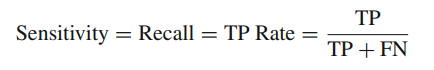 Sensitivity = Recall = TP Rate = TP / TP + FN